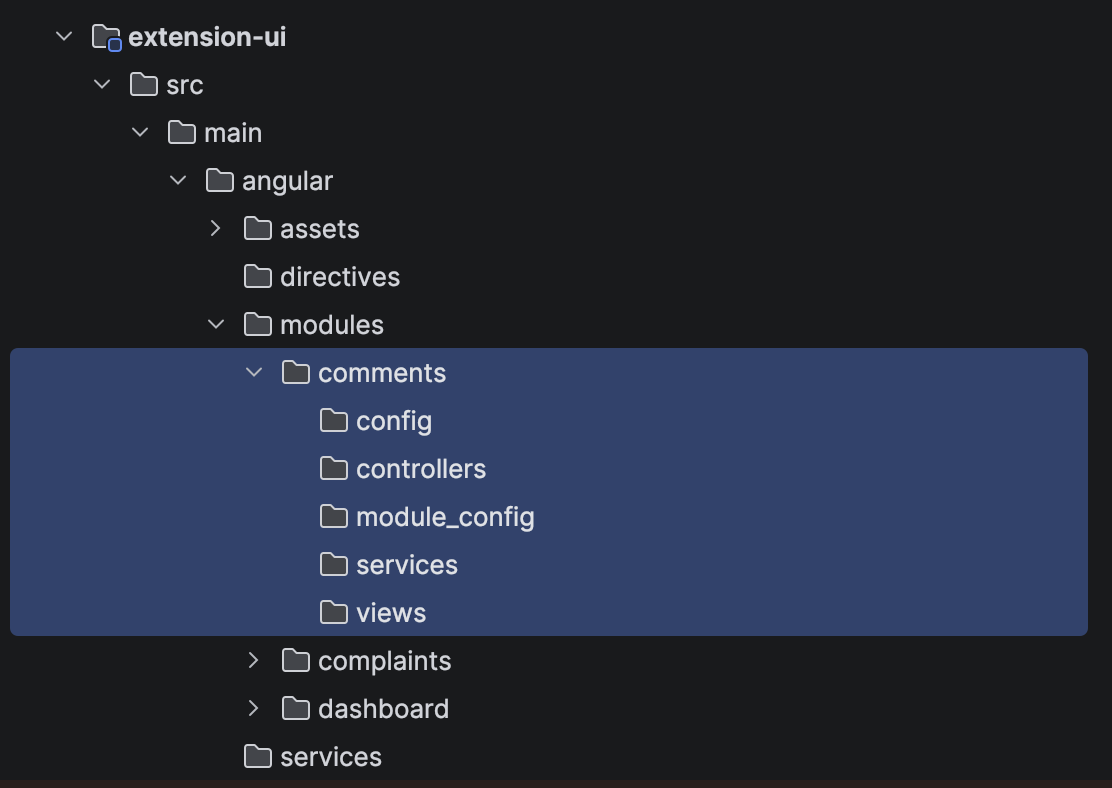 extension-ui
src
main
angular
assets
directives
modules
comments
config
controllers
module_config
services
views
complaints
dashboard
services